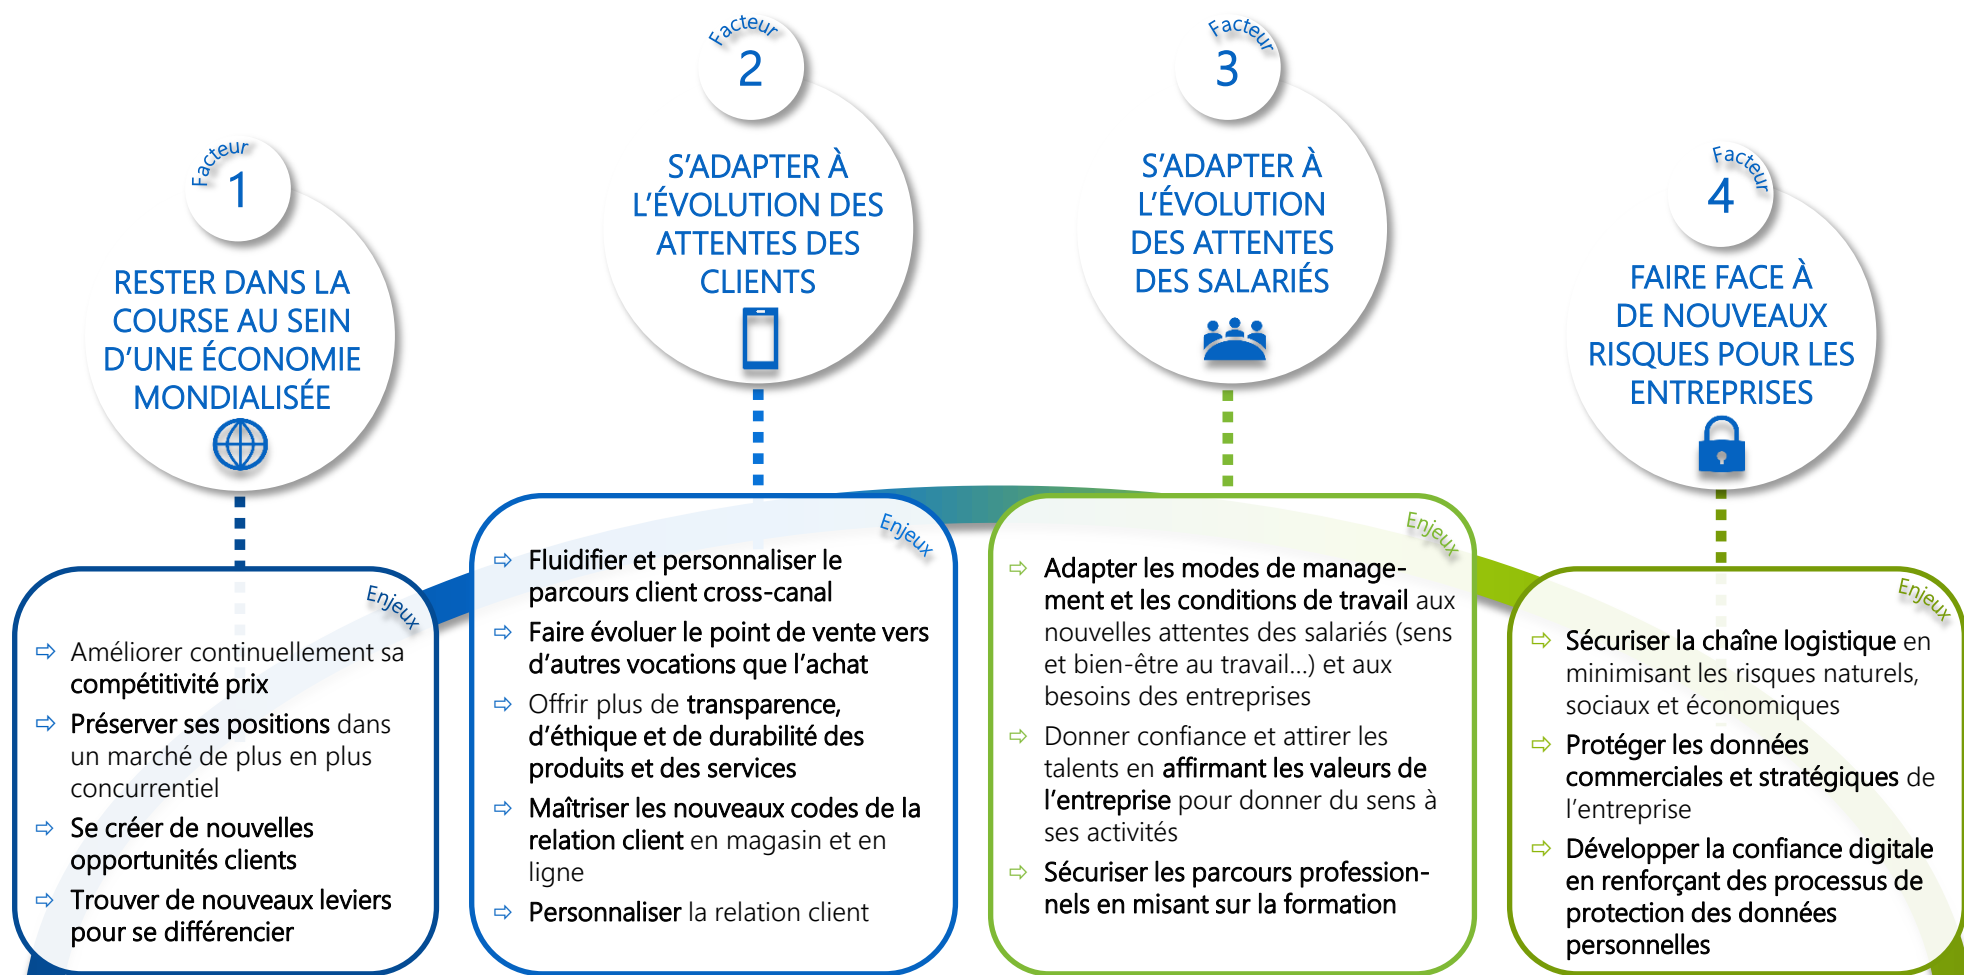 Facteur
1
RESTER DANS LA
COURSE AU SEIN
D’UNE ÉCONOMIE
MONDIALISÉE
Enjeux
⇨ Améliorer continuellement sa
compétitivité prix
⇨ Préserver ses positions dans
un marché de plus en plus
concurrentiel
⇨ Se créer de nouvelles
opportunités clients
⇨ Trouver de nouveaux leviers
pour se différencier
Facteur
2
S’ADAPTER À
L’ÉVOLUTION DES
ATTENTES DES
CLIENTS
Enjeux
⇨ Fluidifier et personnaliser le
parcours client cross-canal
⇨ Faire évoluer le point de vente vers
d’autres vocations que l’achat
⇨ Offrir plus de transparence,
d’éthique et de durabilité des
produits et des services
⇨ Maîtriser les nouveaux codes de la
relation client en magasin et en
ligne
⇨ Personnaliser la relation client
Facteur
3
S’ADAPTER À
L’ÉVOLUTION
DES ATTENTES
DES SALARIÉS
Enjeux
⇨ Adapter les modes de manage-
ment et les conditions de travail aux
nouvelles attentes des salariés (sens
et bien-être au travail…) et aux
besoins des entreprises
⇨ Donner confiance et attirer les
talents en affirmant les valeurs de
l’entreprise pour donner du sens à
ses activités
⇨ Sécuriser les parcours profession-
nels en misant sur la formation
Facteur
4
FAIRE FACE À
DE NOUVEAUX
RISQUES POUR LES
ENTREPRISES
Enjeux
⇨ Sécuriser la chaîne logistique en
minimisant les risques naturels,
sociaux et économiques
⇨ Protéger les données
commerciales et stratégiques de
l’entreprise
⇨ Développer la confiance digitale
en renforçant des processus de
protection des données
personnelles